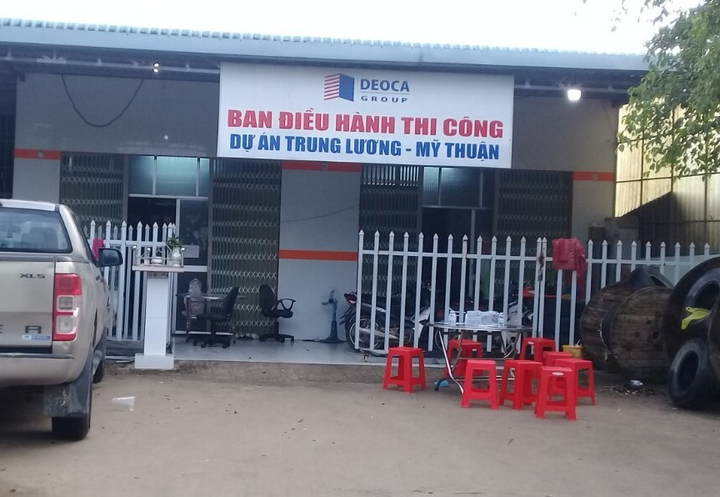 DEOCA
GROUP
BAN ĐIỀU HÀNH THI CÔNG
DỰ ÁN TRUNG LƯƠNG - MỸ THUẬN
XLS